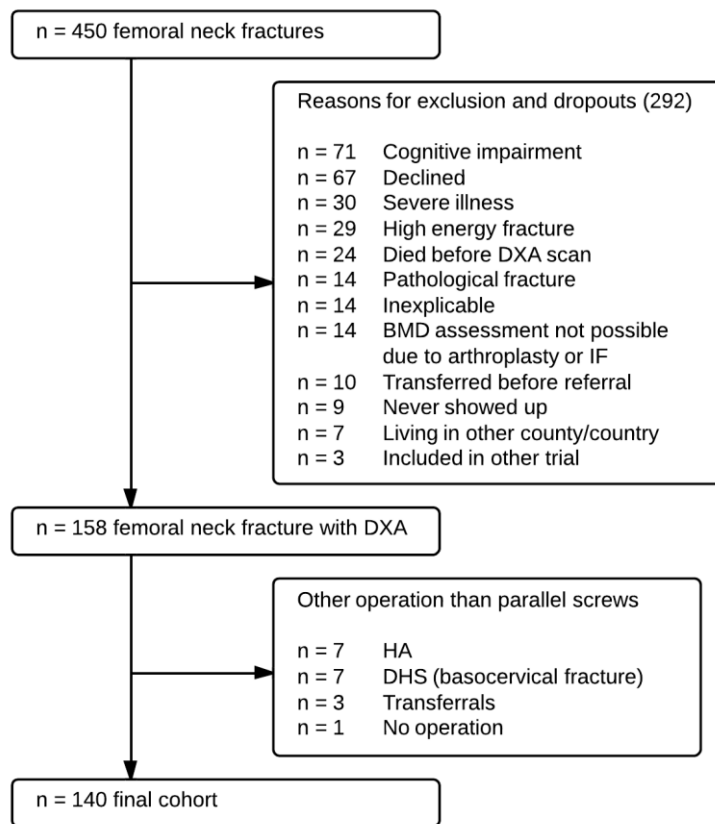 n = 450 femoral neck fractures
Reasons for exclusion and dropouts (292)
n = 71 Cognitive impairment
n = 67 Declined
n = 30 Severe illness
n = 29 High energy fracture
n = 24 Died before DXA scan
n = 14 Pathological fracture
n = 14 Inexplicable
n = 14 BMD assessment not possible
due to arthroplasty or IF
n = 10 Transferred before referral
n = 9 Never showed up
n = 7 Living in other county/country
n = 3 Included in other trial
n = 158 femoral neck fracture with DXA
Other operation than parallel screws
n = 7 HA
n = 7 DHS (basocervical fracture)
n = 3 Transferrals
n = 1 No operation
n = 140 final cohort